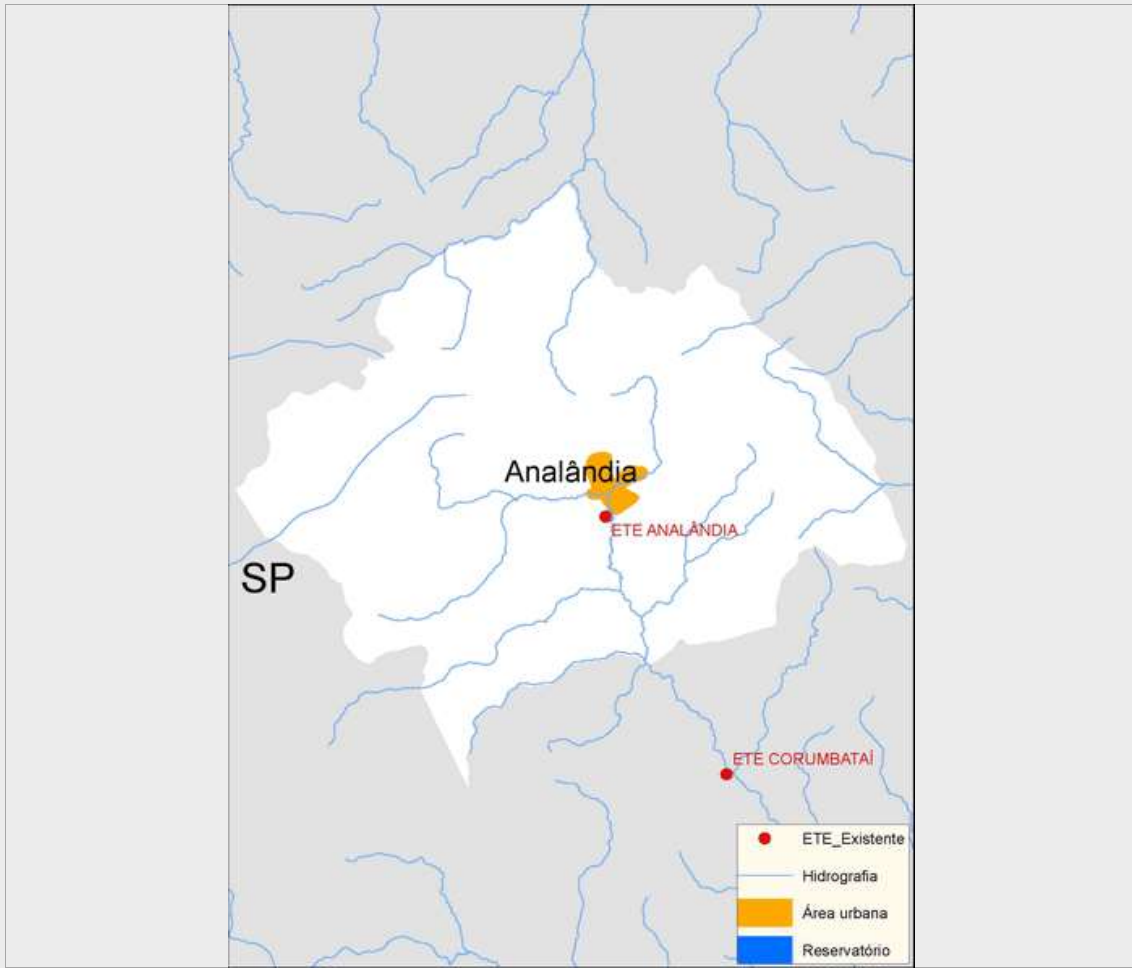 Analândia
ETE ANALÂNDIA
SP
ETE CORUMBATAÍ
ETE_Existente
Hidrografia
Área urbana
Reservatório